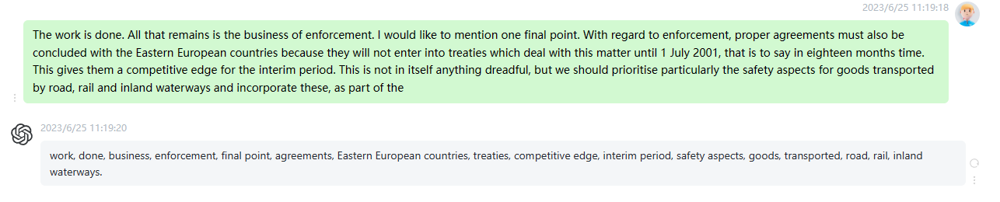 2023/6/25 11:19:18
The work is done. All that remains is the business of enforcement. I would like to mention one final point. With regard to enforcement, proper agreements must also be
concluded with the Eastern European countries because they will not enter into treaties which deal with this matter until 1 July 2001, that is to say in eighteen months time.
This gives them a competitive edge for the interim period. This is not in itself anything dreadful, but we should prioritise particularly the safety aspects for goods transported
by road, rail and inland waterways and incorporate these, as part of the
2023/6/25 11:19:20
work, done, business, enforcement, final point, agreements, Eastern European countries, treaties, competitive edge, interim period, safety aspects, goods, transported, road, rail, inland
waterways.